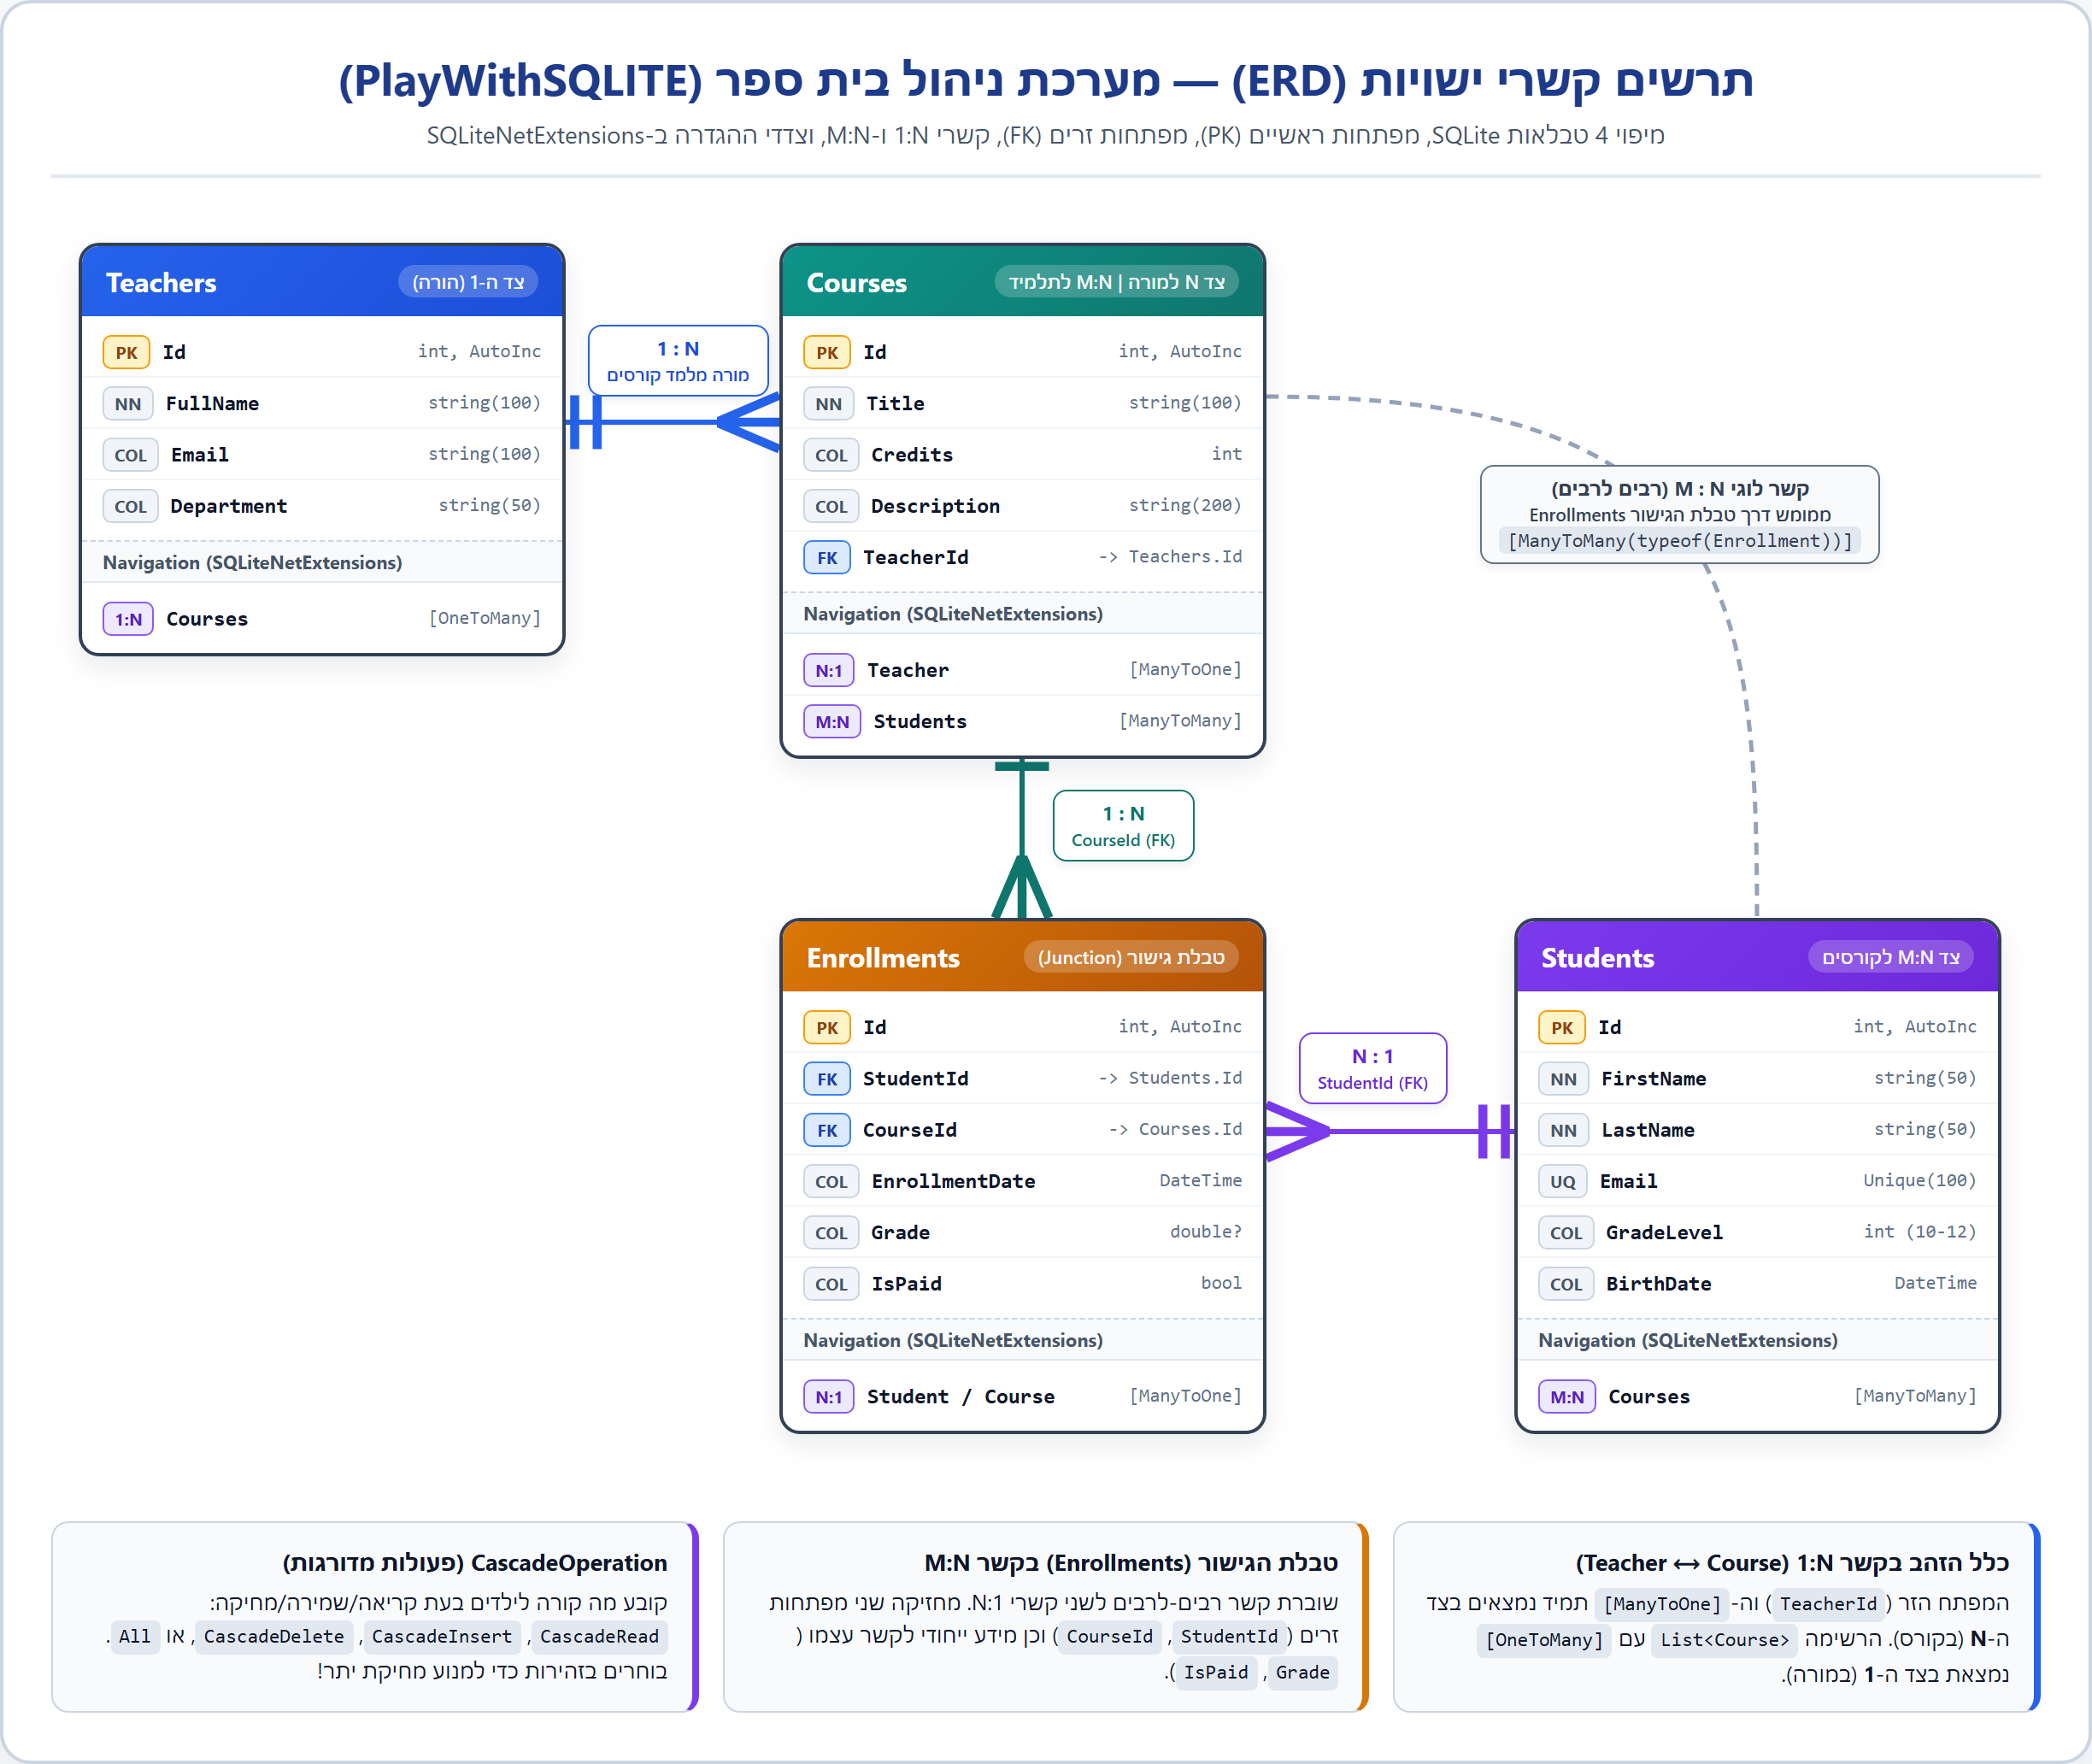 תרשים קשרי ישויות (ERD) — מערכת ניהול בית ספר (PlayWithSQLITE)
מיפוי 4 טבלאות SQLite, מפתחות ראשיים (PK), מפתחות זרים (FK), קשרי 1:N ו-M:N, וצדדי ההגדרה ב-SQLiteNetExtensions
Teachers
צד ה-1 (הורה)
PK Id int, AutoInc
NN FullName string(100)
COL Email string(100)
COL Department string(50)
Navigation (SQLiteNetExtensions)
1:N Courses [OneToMany]
1 : N
מורה מלמד קורסים
Courses
צד N למורה | M:N לתלמיד
PK Id int, AutoInc
NN Title string(100)
COL Credits int
COL Description string(200)
FK TeacherId -> Teachers.Id
Navigation (SQLiteNetExtensions)
N:1 Teacher [ManyToOne]
M:N Students [ManyToMany]
קשר לוגי M : N (רבים לרבים)
ממומש דרך טבלת הגישור Enrollments
[ManyToMany(typeof(Enrollment))]
1 : N
CourseId (FK)
Enrollments
טבלת גישור (Junction)
PK Id int, AutoInc
FK StudentId -> Students.Id
FK CourseId -> Courses.Id
COL EnrollmentDate DateTime
COL Grade double?
COL IsPaid bool
Navigation (SQLiteNetExtensions)
N:1 Student / Course [ManyToOne]
N : 1
StudentId (FK)
Students
צד M:N לקורסים
PK Id int, AutoInc
NN FirstName string(50)
NN LastName string(50)
UQ Email Unique(100)
COL GradeLevel int (10-12)
COL BirthDate DateTime
Navigation (SQLiteNetExtensions)
M:N Courses [ManyToMany]
כלל הזהב בקשר 1:N (Teacher ↔ Course)
המפתח הזר (TeacherId) וה-[ManyToOne] תמיד נמצאים בצד
ה-N (בקורס). הרשימה List<Course> עם [OneToMany]
נמצאת בצד ה-1 (במורה).
טבלת הגישור (Enrollments) בקשר M:N
שוברת קשר רבים-לרבים לשני קשרי N:1. מחזיקה שני מפתחות
זרים (StudentId, CourseId) וכן מידע ייחודי לקשר עצמו (
Grade, IsPaid).
CascadeOperation (פעולות מדורגות)
קובע מה קורה לילדים בעת קריאה/שמירה/מחיקה:
CascadeRead, CascadeInsert, CascadeDelete, או All.
בוחרים בזהירות כדי למנוע מחיקת יתר!